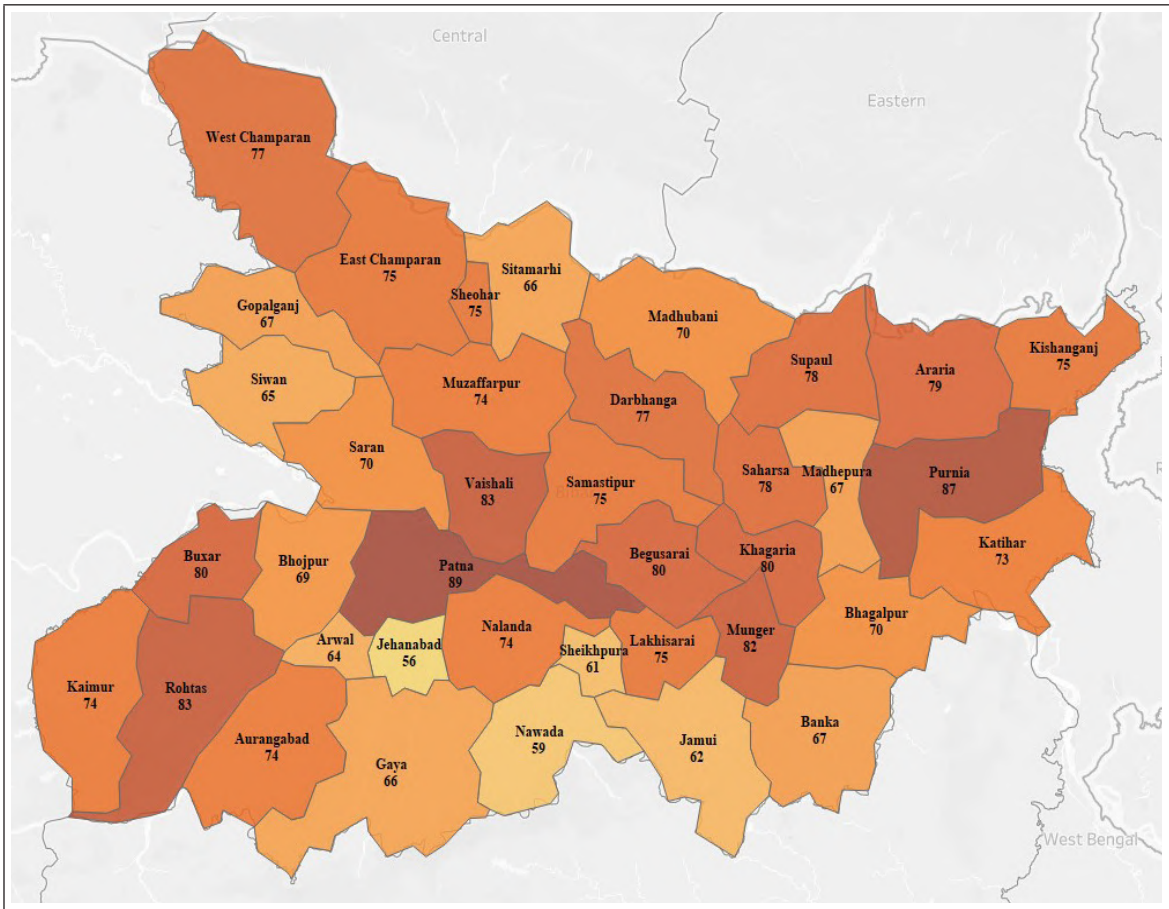 Central
Eastern
West Champaran
77
East Champaran
75
Sheohar
75
Sitamarhi
66
Gopalganj
67
Madhubani
70
Siwan
65
Muzaffarpur
74
Darbhanga
77
Supaul
78
Araria
79
Kishanganj
75
Saran
70
Vaishali
83
Samastipur
75
Saharsa
78
Madhepura
67
Purnia
87
Katihar
73
Buxar
80
Bhojpur
69
Patna
89
Begusarai
80
Khagaria
80
Bhagalpur
70
Arwal
64
Jehanabad
56
Nalanda
74
Sheikhpura
61
Lakhisarai
75
Munger
82
Kaimur
74
Rohtas
83
Aurangabad
74
Gaya
66
Nawada
59
Jamui
62
Banka
67
West Bengal